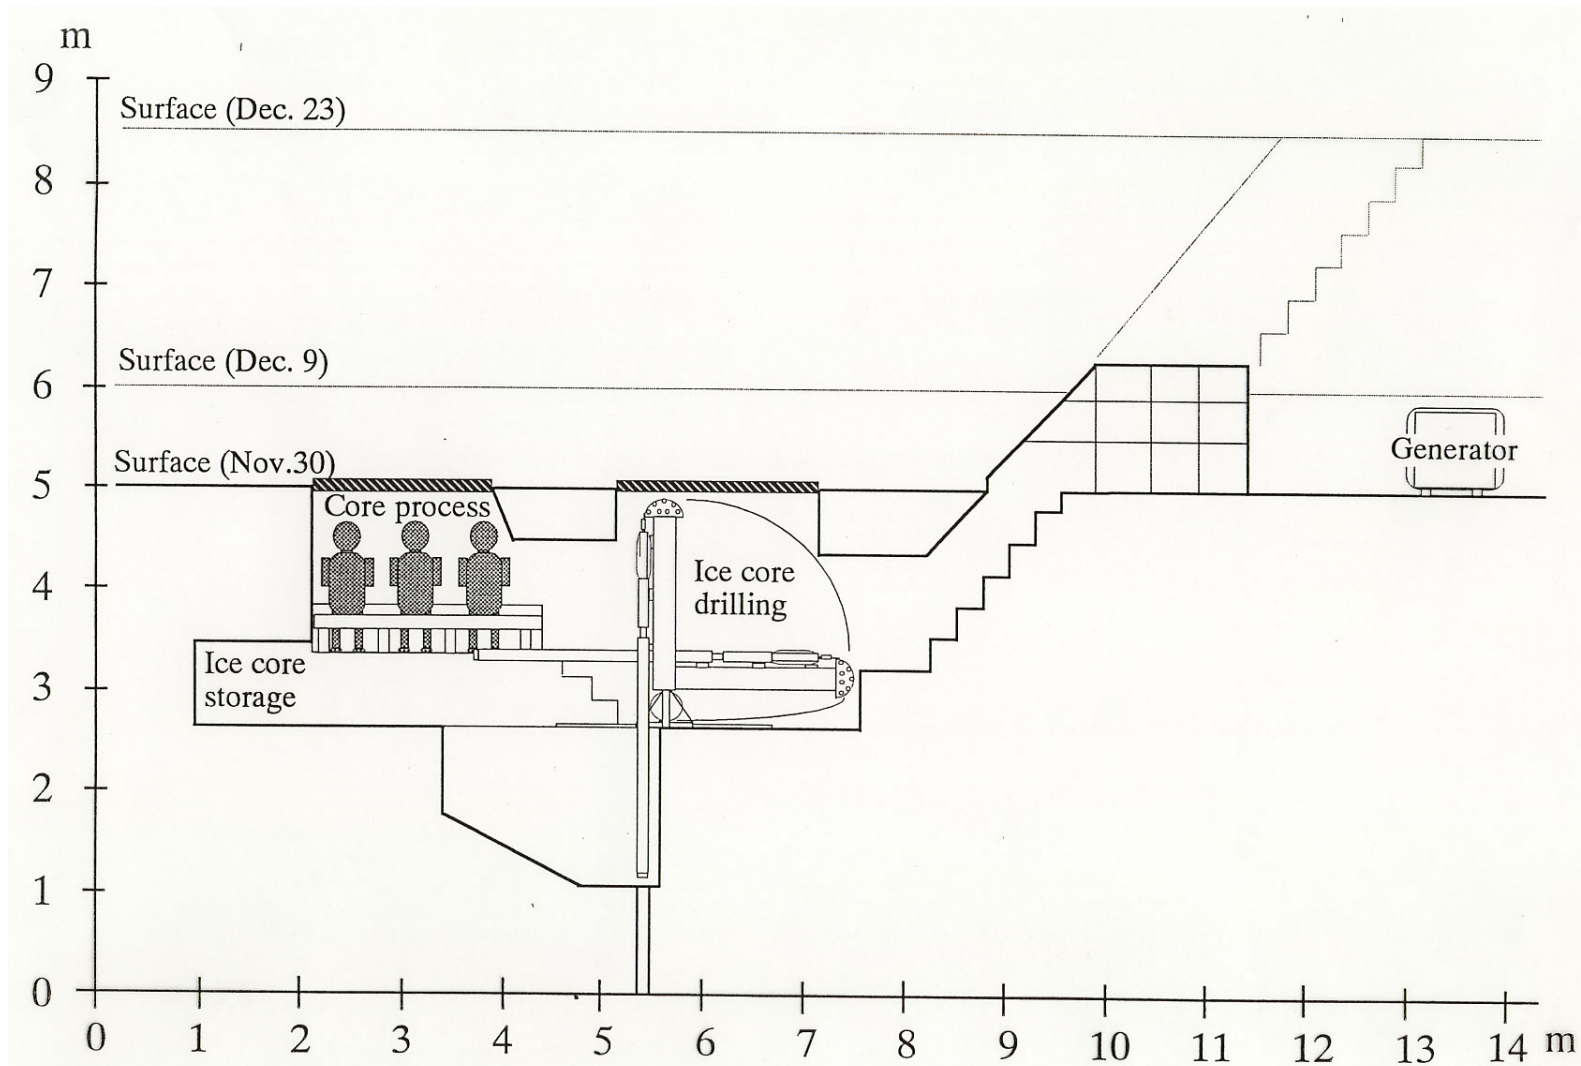 m
9
Surface (Dec. 23)
8
7
Surface (Dec. 9)
6
Generator
Surface (Nov.30)
5
Core process
4
Ice core
drilling
Ice core
storage
3
2
1
0
0 1 2 3 4 5 6 7 8 9 10 11 12 13 14 m